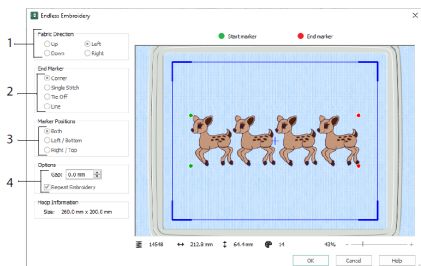 Endless Embroidery
1
Fabric Direction
Up Left
Down Right
Start marker End marker
2
End Marker
Corner
Single Stitch
Tie Off
Line
3
Marker Positions
Both
Left / Bottom
Right / Top
4
Options
Gap: 0.0 mm
Repeat Embroidery
Hoop Information
Size: 260.0 mm x 200.0 mm
14548 212.8 mm 64.4 mm 14 43% - +
OK Cancel Help